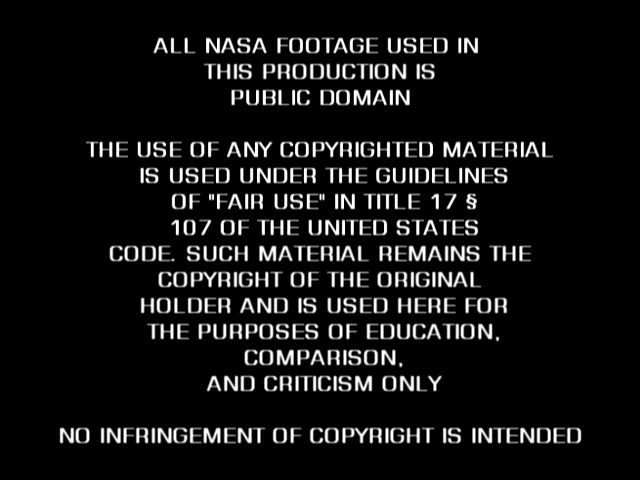 ALL NASA FOOTAGE USED IN
THIS PRODUCTION IS
PUBLIC DOMAIN
THE USE OF ANY COPYRIGHTED MATERIAL
IS USED UNDER THE GUIDELINES
OF "FAIR USE" IN TITLE 17 §
107 OF THE UNITED STATES
CODE. SUCH MATERIAL REMAINS THE
COPYRIGHT OF THE ORIGINAL
HOLDER AND IS USED HERE FOR
THE PURPOSES OF EDUCATION,
COMPARISON,
AND CRITICISM ONLY
NO INFRINGEMENT OF COPYRIGHT IS INTENDED